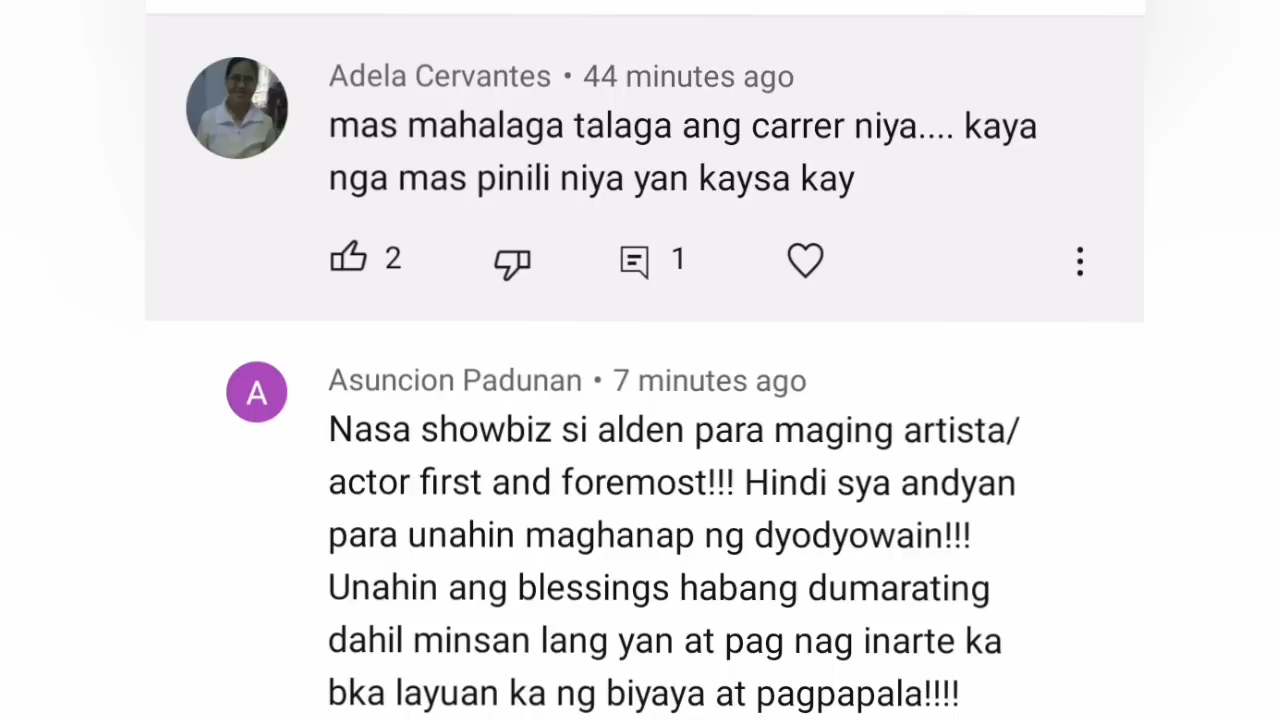 Adela Cervantes • 44 minutes ago
mas mahalaga talaga ang carrer niya.... kaya
nga mas pinili niya yan kaysa kay
2 1
A
Asuncion Padunan • 7 minutes ago
Nasa showbiz si alden para maging artista/
actor first and foremost!!! Hindi sya andyan
para unahin maghanap ng dyodyowain!!!
Unahin ang blessings habang dumarating
dahil minsan lang yan at pag nag inarte ka
bka layuan ka ng biyaya at pagpapala!!!!